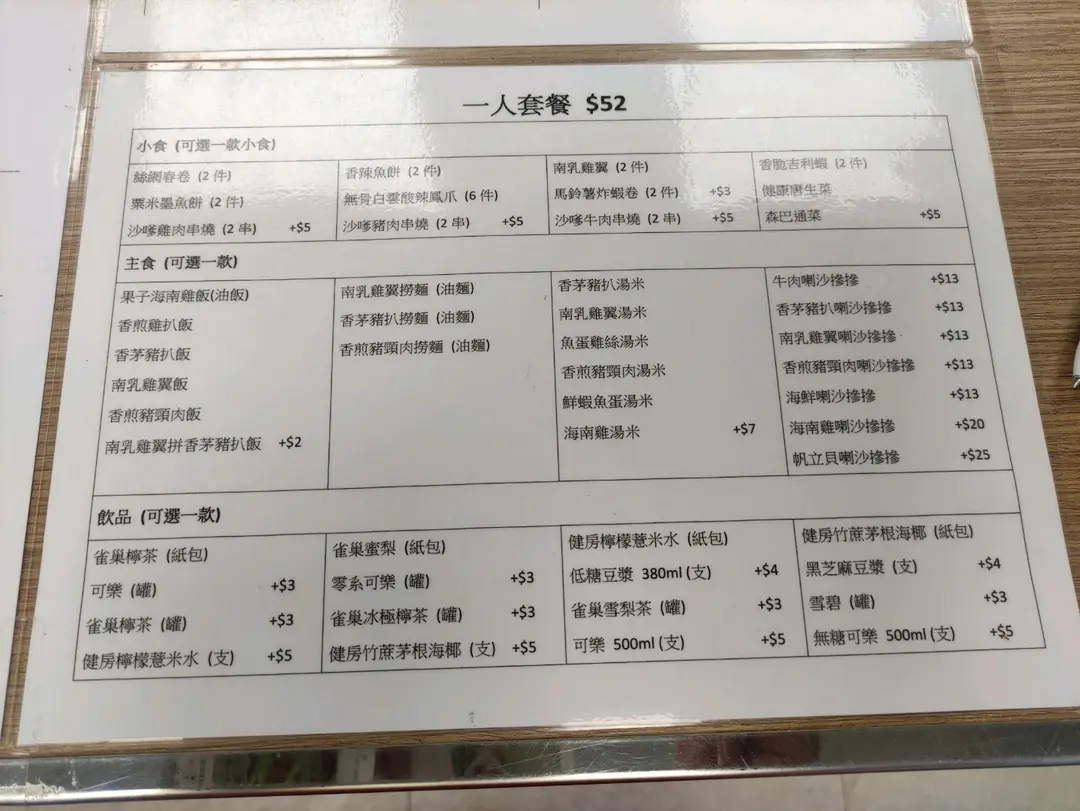 一人套餐 $52
小食 (可選一款小食)
絲網春卷 (2 件)
粟米墨魚餅 (2 件)
沙嗲雞肉串燒 (2 串) +$5
香辣魚餅 (2 件)
無骨白雲酸辣鳳爪 (6 件)
沙嗲豬肉串燒 (2 串) +$5
南乳雞翼 (2 件)
馬鈴薯炸蝦卷 (2 件) +$3
沙嗲牛肉串燒 (2 串) +$5
香脆吉利蝦 (2 件)
健康唐生菜
森巴通菜 +$5
主食 (可選一款)
果子海南雞飯(油飯)
香煎雞扒飯
香茅豬扒飯
南乳雞翼飯
香煎豬頸肉飯
南乳雞翼拼香茅豬扒飯 +$2
南乳雞翼撈麵 (油麵)
香茅豬扒撈麵 (油麵)
香煎豬頸肉撈麵 (油麵)
香茅豬扒湯米
南乳雞翼湯米
魚蛋雞絲湯米
香煎豬頸肉湯米
鮮蝦魚蛋湯米
海南雞湯米 +$7
牛肉喇沙摻摻 +$13
香茅豬扒喇沙摻摻 +$13
南乳雞翼喇沙摻摻 +$13
香煎豬頸肉喇沙摻摻 +$13
海鮮喇沙摻摻 +$13
海南雞喇沙摻摻 +$20
帆立貝喇沙摻摻 +$25
飲品 (可選一款)
雀巢檸茶 (紙包)
可樂 (罐) +$3
雀巢檸茶 (罐) +$3
健房檸檬薏米水 (支) +$5
雀巢蜜梨 (紙包)
零系可樂 (罐) +$3
雀巢冰極檸茶 (罐) +$3
健房竹蔗茅根海椰 (支) +$5
健房檸檬薏米水 (紙包)
低糖豆漿 380ml (支) +$4
雀巢雪梨茶 (罐) +$3
可樂 500ml (支) +$5
健房竹蔗茅根海椰 (紙包)
黑芝麻豆漿 (支) +$4
雪碧 (罐) +$3
無糖可樂 500ml (支) +$5